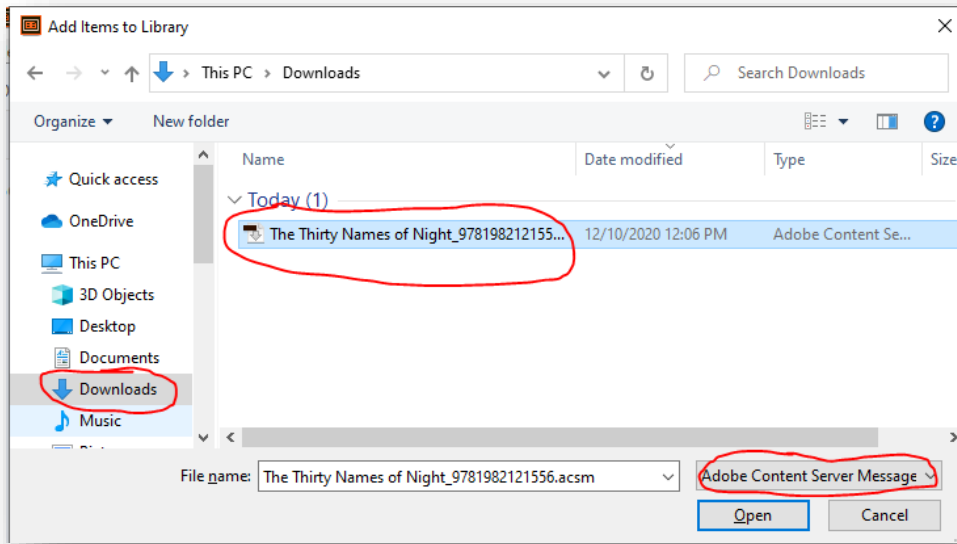 Add Items to Library
This PC > Downloads
Search Downloads
Organize
New folder
Name
Date modified
Type
Size
Quick access
Today (1)
OneDrive
The Thirty Names of Night_978198212155...
12/10/2020 12:06 PM
Adobe Content Se...
This PC
3D Objects
Desktop
Documents
Downloads
Music
File name:
The Thirty Names of Night_9781982121556.acsm
Adobe Content Server Message
Open
Cancel